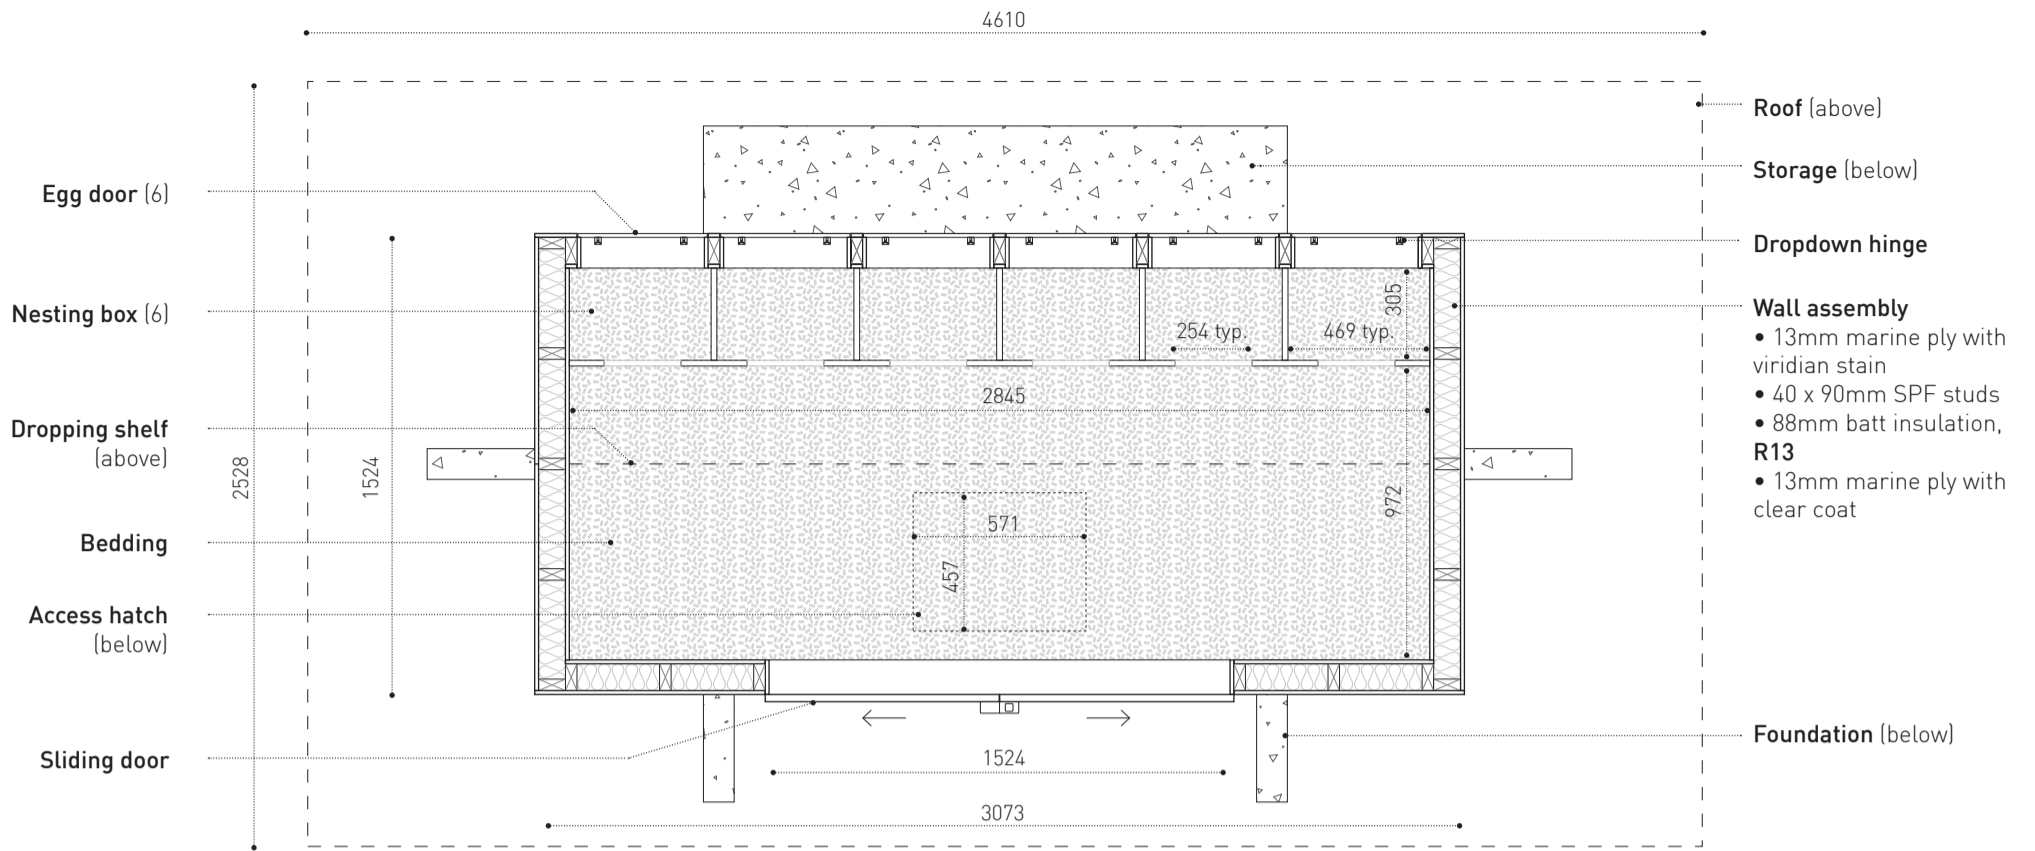 4610
Roof (above)
Storage (below)
Egg door (6)
Dropdown hinge
305
Nesting box (6)
254 typ.
469 typ.
Wall assembly
• 13mm marine ply with
viridian stain
• 40 x 90mm SPF studs
• 88mm batt insulation,
R13
• 13mm marine ply with
clear coat
2845
Dropping shelf
(above)
2528
1524
972
571
457
Bedding
Access hatch
(below)
Foundation (below)
Sliding door
1524
3073